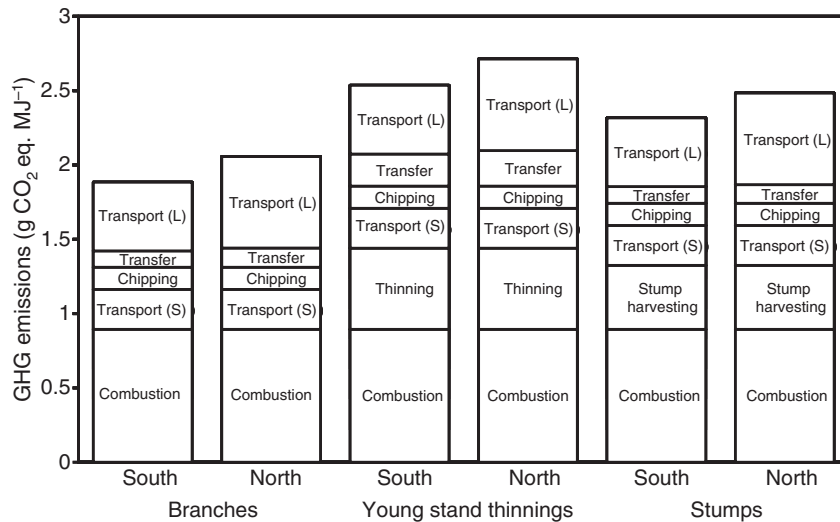 GHG emissions (g CO₂ eq. MJ⁻¹)
3
2.5
2
1.5
1
0.5
0
Transport (L)
Transfer
Chipping
Transport (S)
Combustion
Transport (L)
Transfer
Chipping
Transport (S)
Combustion
Transport (L)
Transfer
Chipping
Transport (S)
Thinning
Combustion
Transport (L)
Transfer
Chipping
Transport (S)
Thinning
Combustion
Transport (L)
Transfer
Chipping
Transport (S)
Stump
harvesting
Combustion
Transport (L)
Transfer
Chipping
Transport (S)
Stump
harvesting
Combustion
South North South North South North
Branches Young stand thinnings Stumps